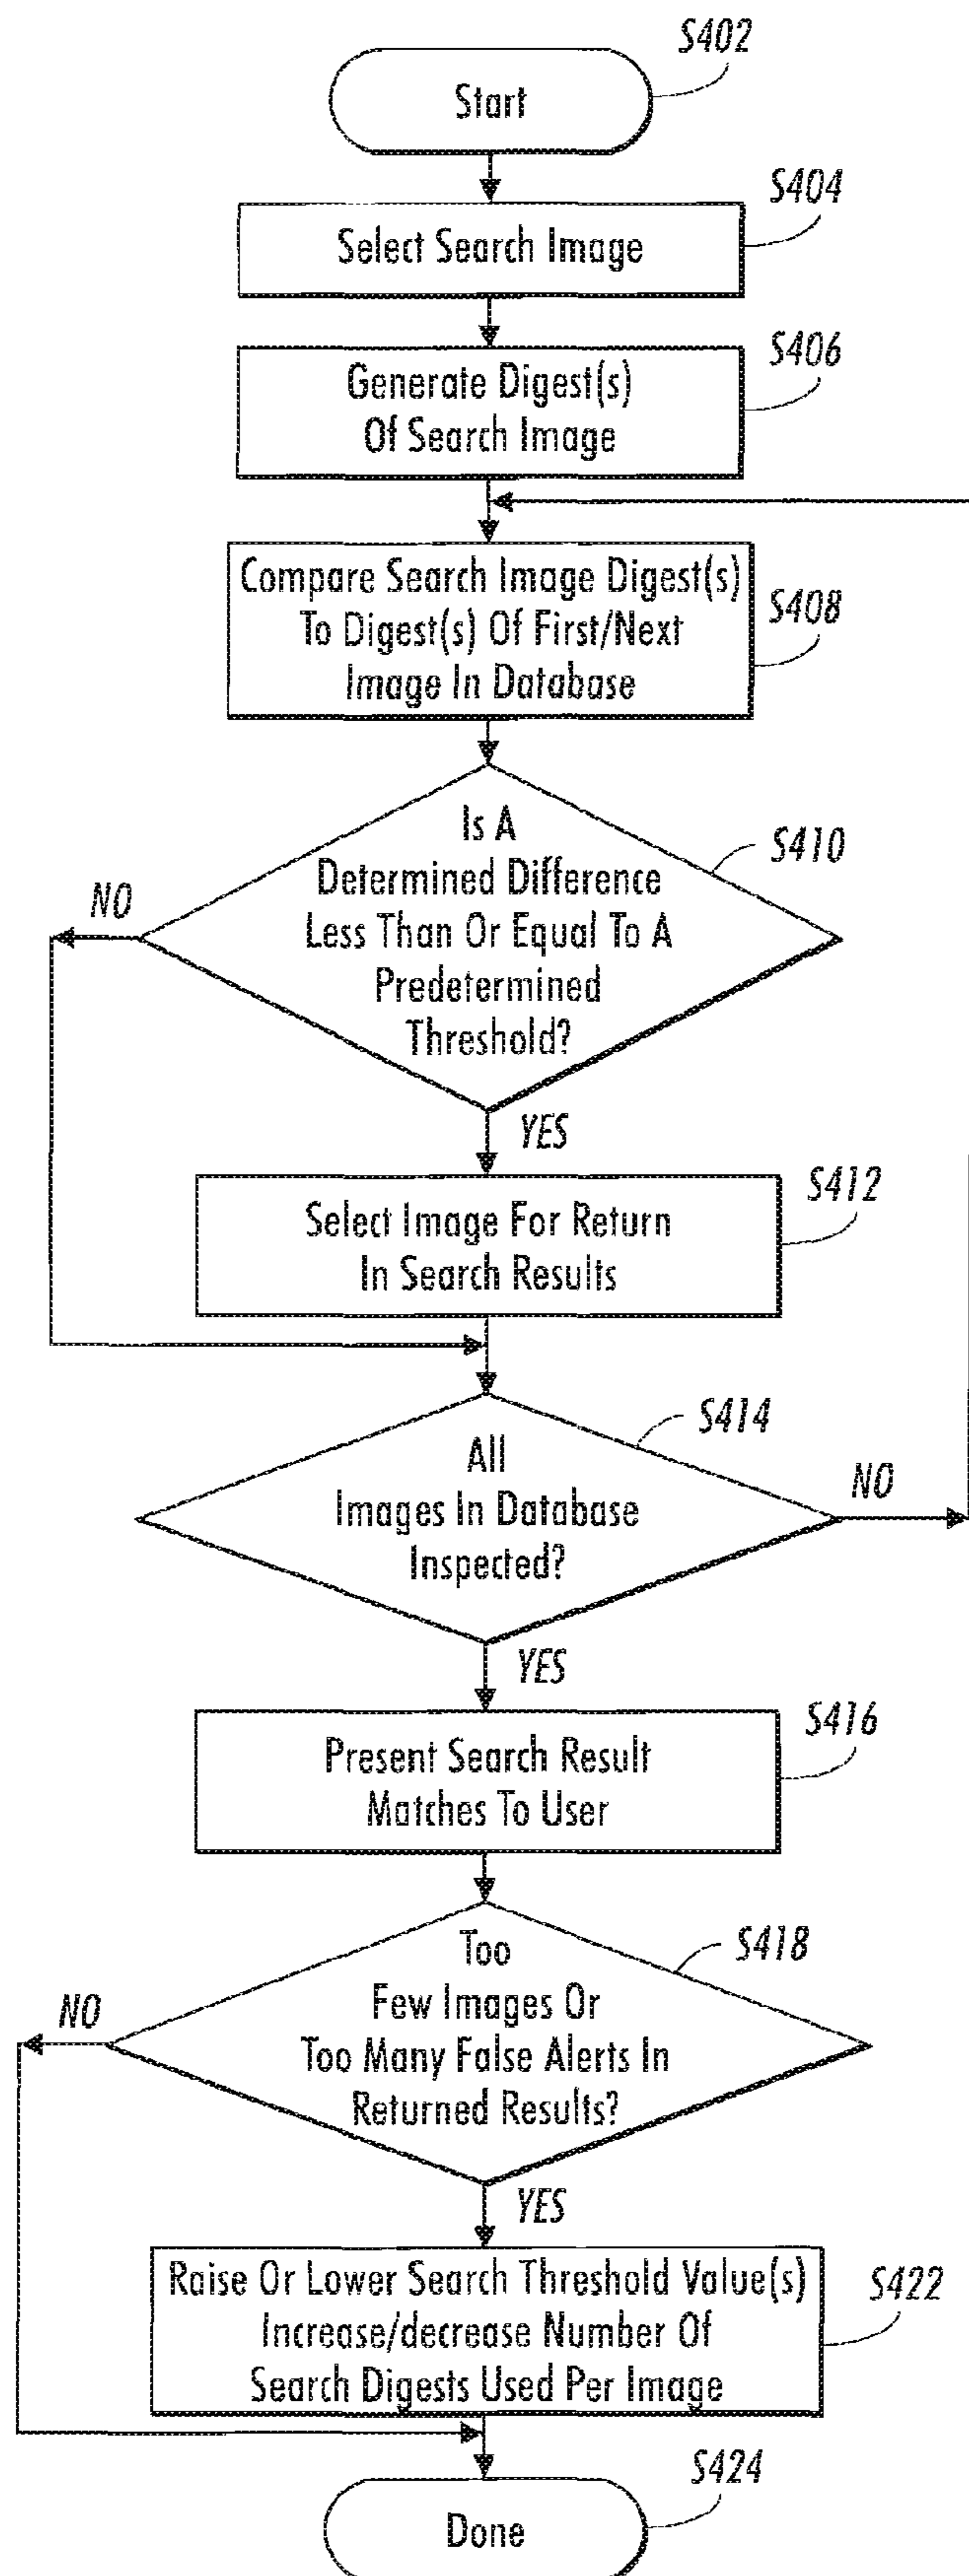 S402
Start
S404
Select Search Image
S406
Generate Digest(s)
Of Search Image
Compare Search Image Digest(s)
To Digest(s) Of First/Next
Image In Database
S408
Is A
Determined Difference
Less Than Or Equal To A
Predetermined
Threshold?
S410
NO
YES
S412
Select Image For Return
In Search Results
S414
All
Images In Database
Inspected?
NO
YES
S416
Present Search Result
Matches To User
S418
Too
Few Images Or
Too Many False Alerts In
Returned Results?
NO
YES
Raise Or Lower Search Threshold Value(s)
Increase/decrease Number Of
Search Digests Used Per Image
S422
S424
Done